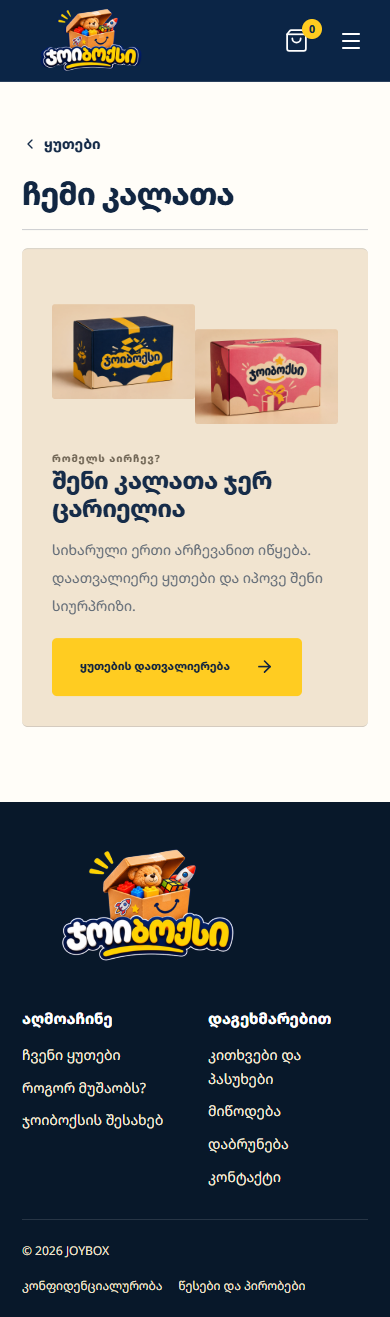 ჯოიბოქსი
0
ყუთები
ჩემი კალათა
ჯოიბოქსი
ჯოიბოქსი
რომელს აირჩევ?
შენი კალათა ჯერ
ცარიელია
სიხარული ერთი არჩევანით იწყება.
დაათვალიერე ყუთები და იპოვე შენი
სიურპრიზი.
ყუთების დათვალიერება
ჯოიბოქსი
აღმოაჩინე
ჩვენი ყუთები
როგორ მუშაობს?
ჯოიბოქსის შესახებ
დაგეხმარებით
კითხვები და
პასუხები
მიწოდება
დაბრუნება
კონტაქტი
© 2026 JOYBOX
კონფიდენციალურობა
წესები და პირობები